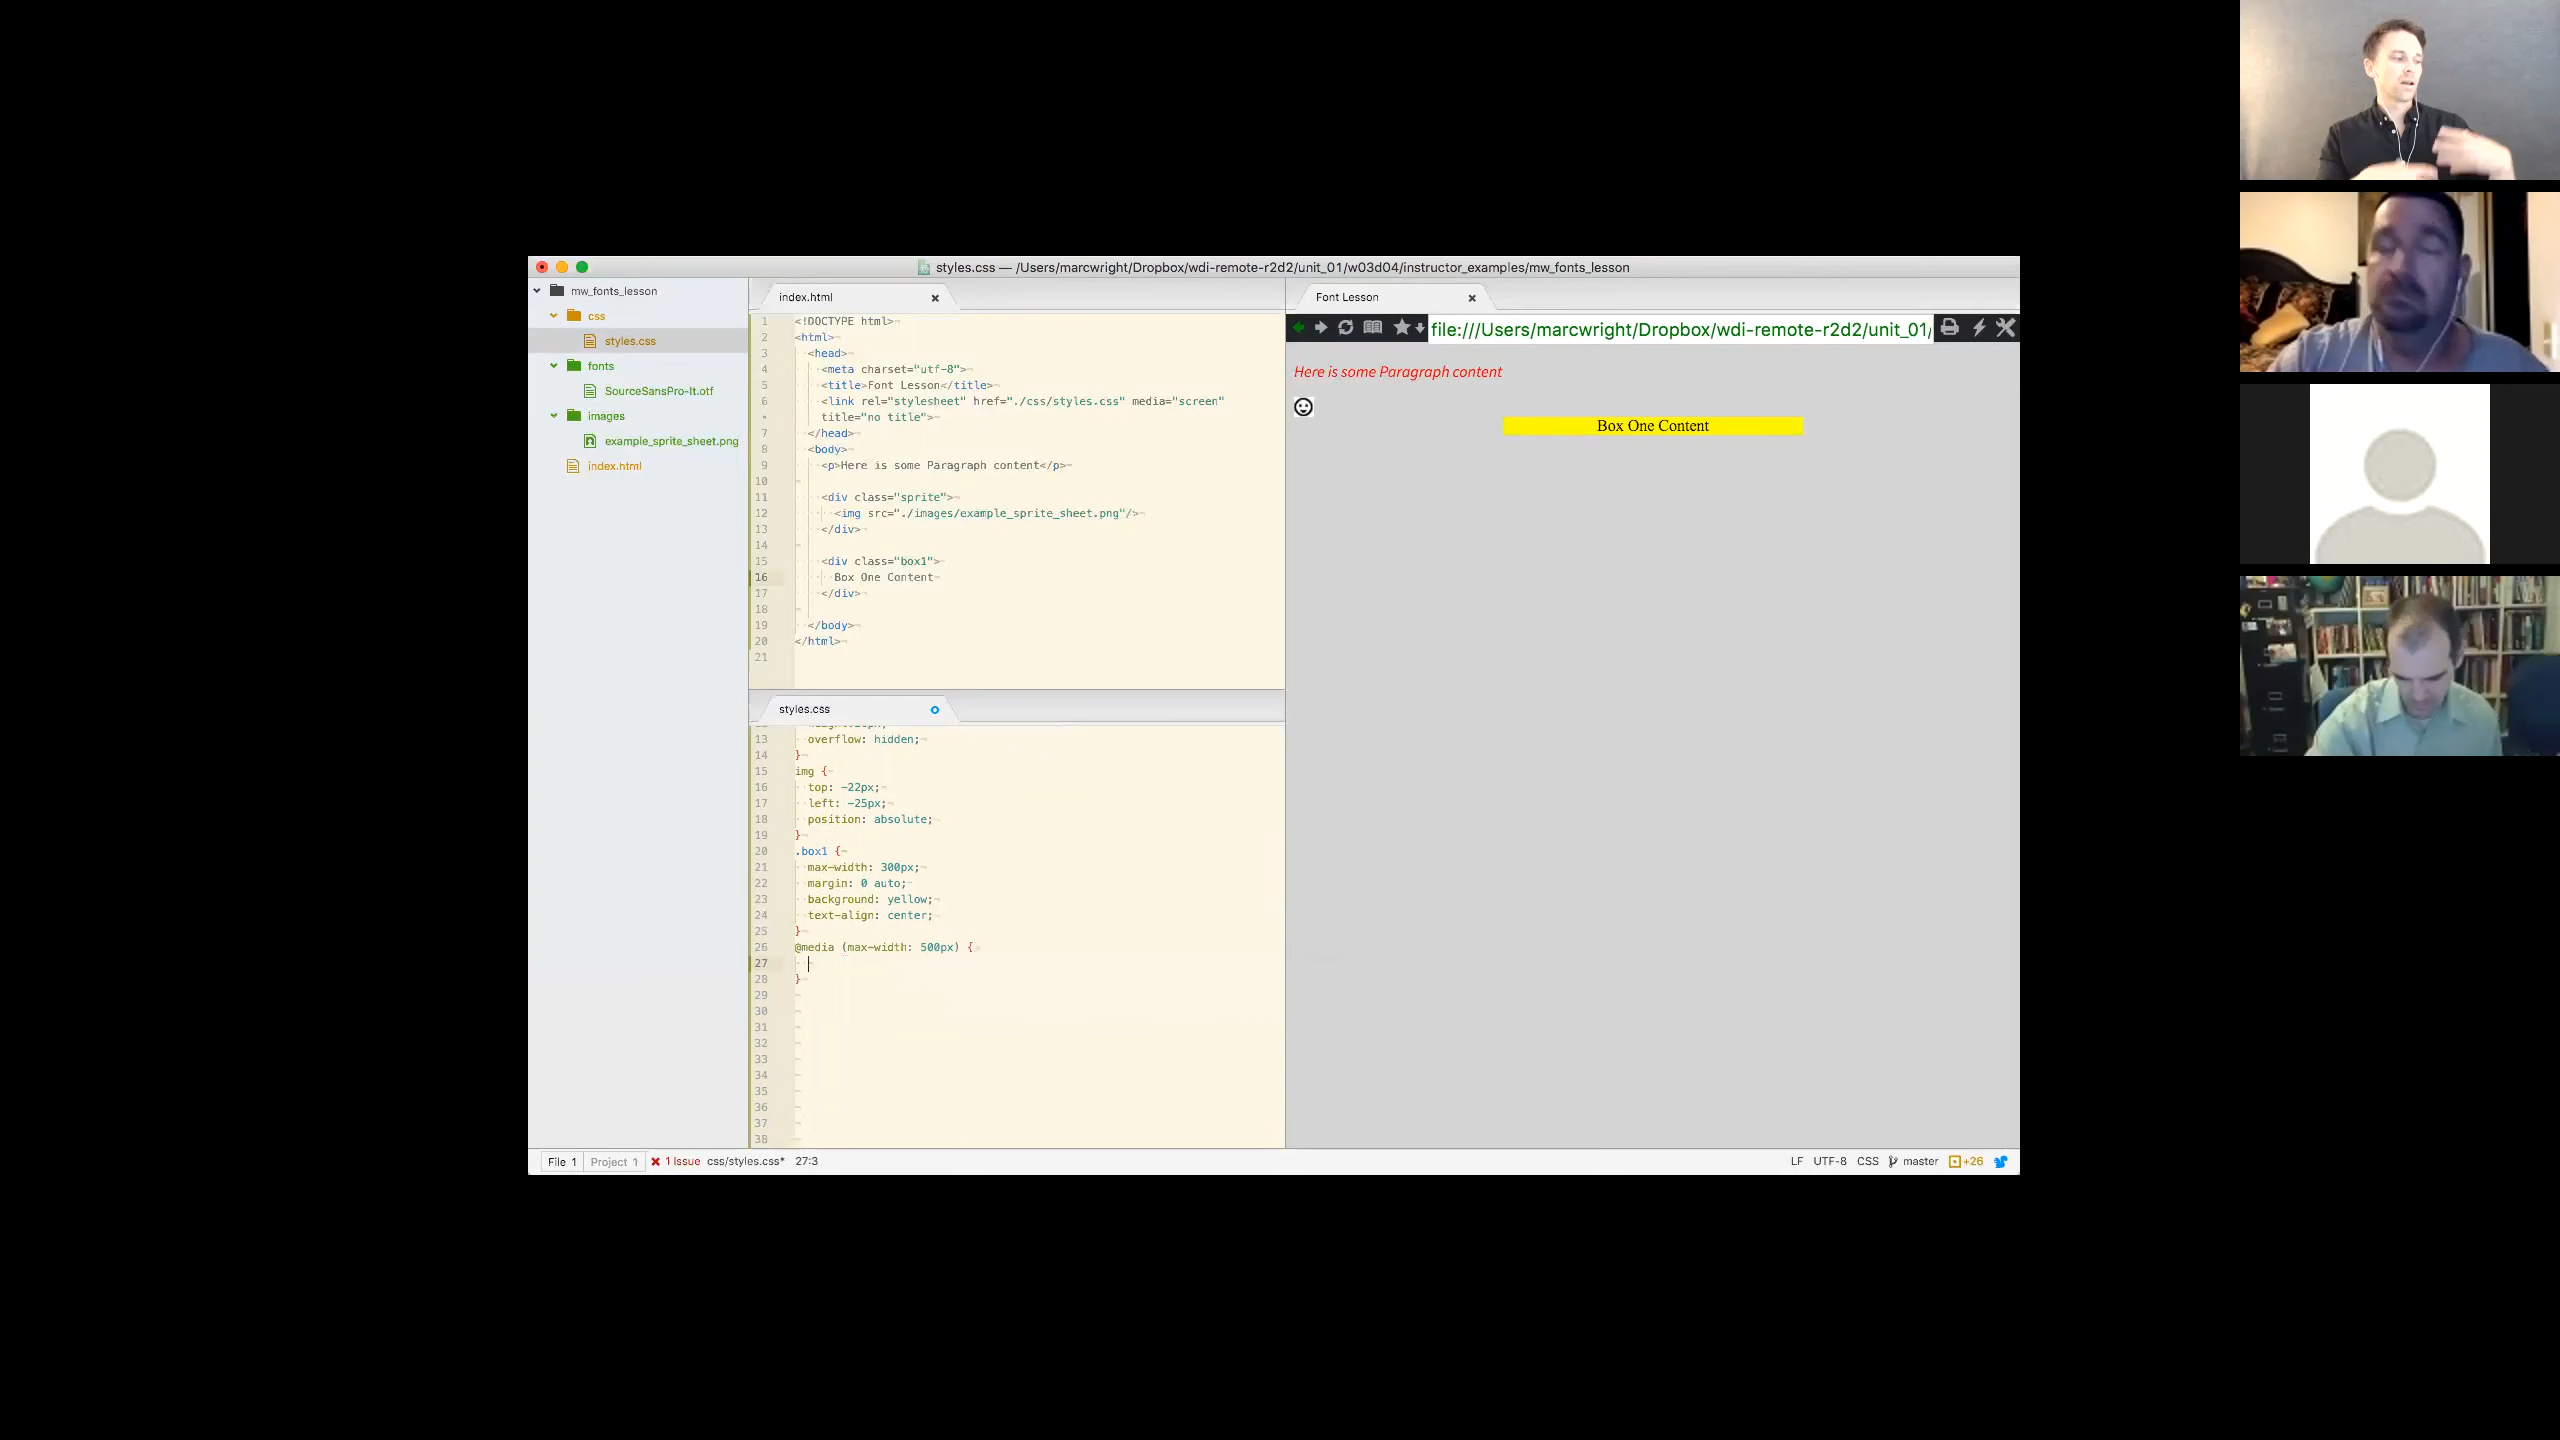 styles.css — /Users/marcwright/Dropbox/wdi-remote-r2d2/unit_01/w03d04/instructor_examples/mw_fonts_lesson
mw_fonts_lesson
css
styles.css
fonts
SourceSansPro-It.otf
images
example_sprite_sheet.png
index.html
index.html
1 <!DOCTYPE html>
2 <html>
3 <head>
4 <meta charset="utf-8">
5 <title>Font Lesson</title>
6 <link rel="stylesheet" href="./css/styles.css" media="screen"
title="no title">
7 </head>
8 <body>
9 <p>Here is some Paragraph content</p>
10
11 <div class="sprite">
12 <img src="./images/example_sprite_sheet.png"/>
13 </div>
14
15 <div class="box1">
16 Box One Content
17 </div>
18
19 </body>
20 </html>
21
styles.css
13 overflow: hidden;
14 }
15 img {
16 top: -22px;
17 left: -25px;
18 position: absolute;
19 }
20 .box1 {
21 max-width: 300px;
22 margin: 0 auto;
23 background: yellow;
24 text-align: center;
25 }
26 @media (max-width: 500px) {
27
28 }
29
30
31
32
33
34
35
36
37
38
Font Lesson
file:///Users/marcwright/Dropbox/wdi-remote-r2d2/unit_01/
Here is some Paragraph content
Box One Content
File 1 Project 1 1 Issue css/styles.css* 27:3
LF UTF-8 CSS master +26